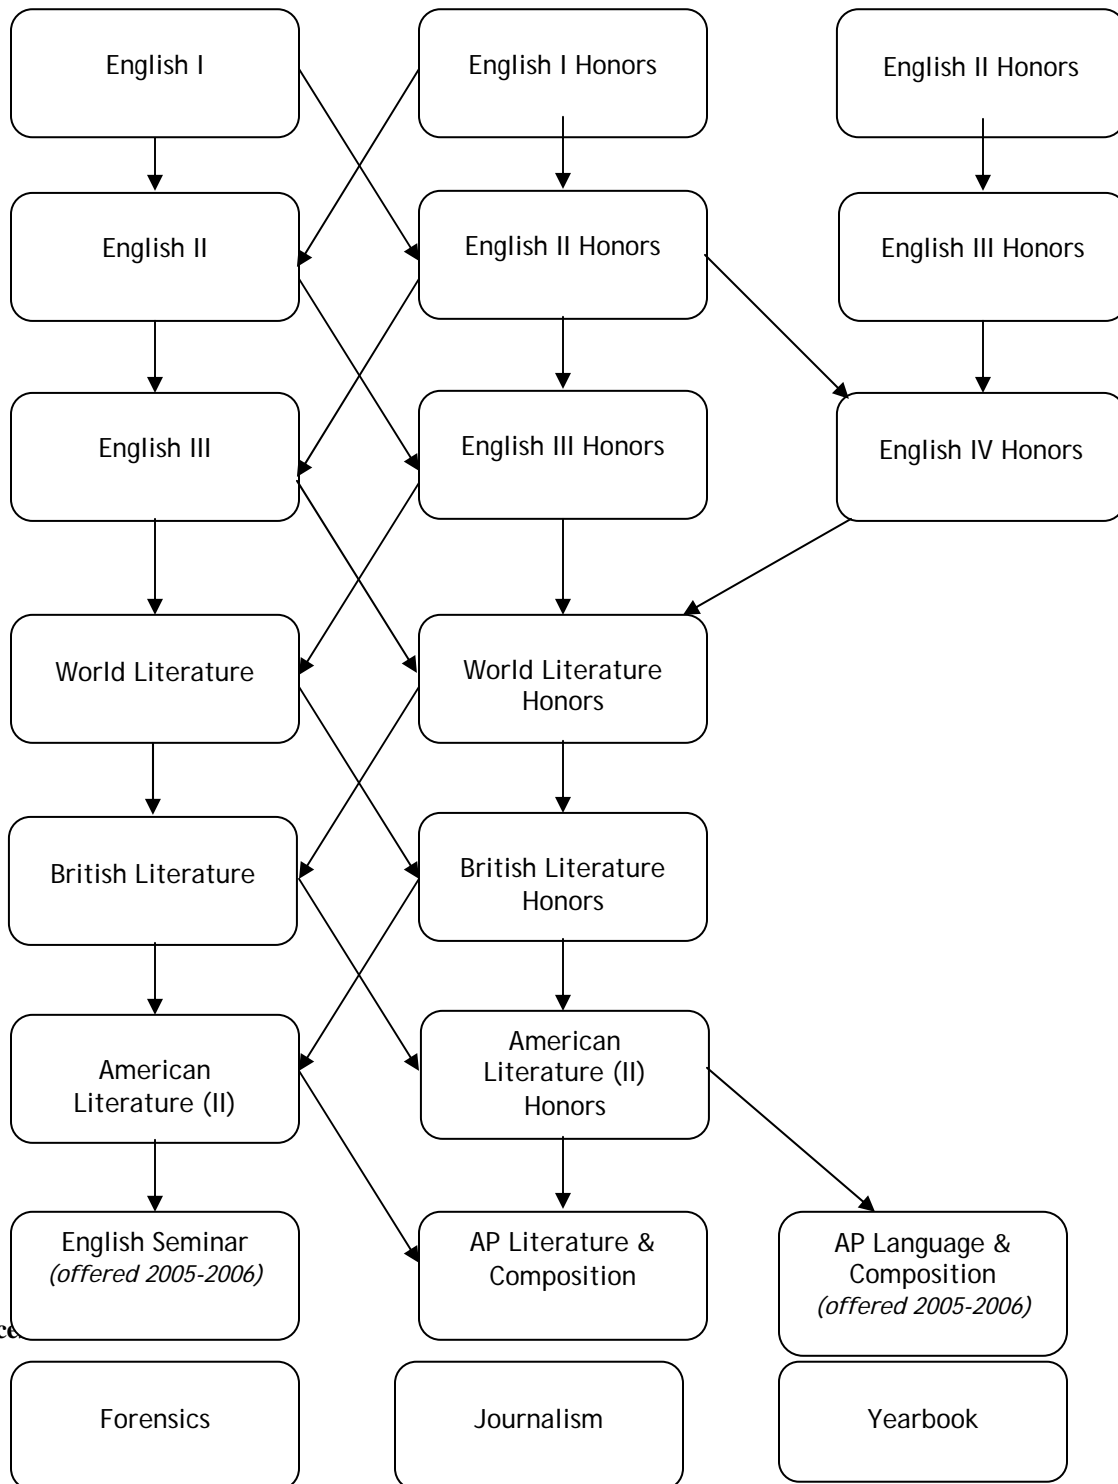 English I
English I Honors
English II Honors
English II
English II Honors
English III Honors
English III
English III Honors
English IV Honors
World Literature
World Literature
Honors
British Literature
British Literature
Honors
American
Literature (II)
American
Literature (II)
Honors
English Seminar
(offered 2005-2006)
AP Literature &
Composition
AP Language &
Composition
(offered 2005-2006)
Forensics
Journalism
Yearbook